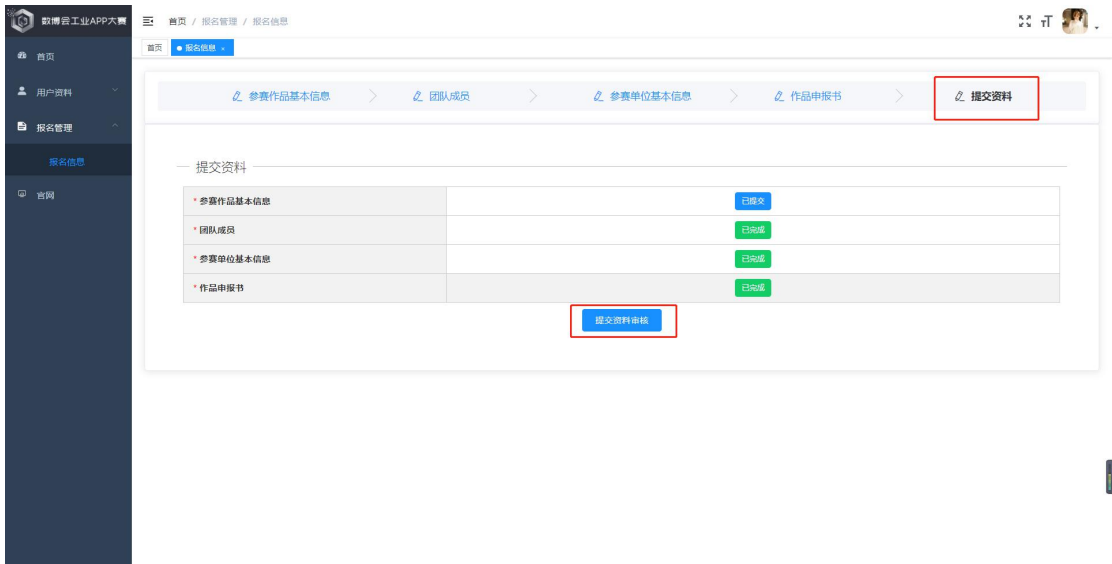 数博云工业APP大赛
首页 / 报名管理 / 报名信息
首页
报名信息 ×
首页
用户资料
报名管理
报名信息
官网
参赛作品基本信息
团队成员
参赛单位基本信息
作品申报书
提交资料
提交资料
* 参赛作品基本信息 已提交
* 团队成员 已完成
* 参赛单位基本信息 已完成
* 作品申报书 已完成
提交资料审核